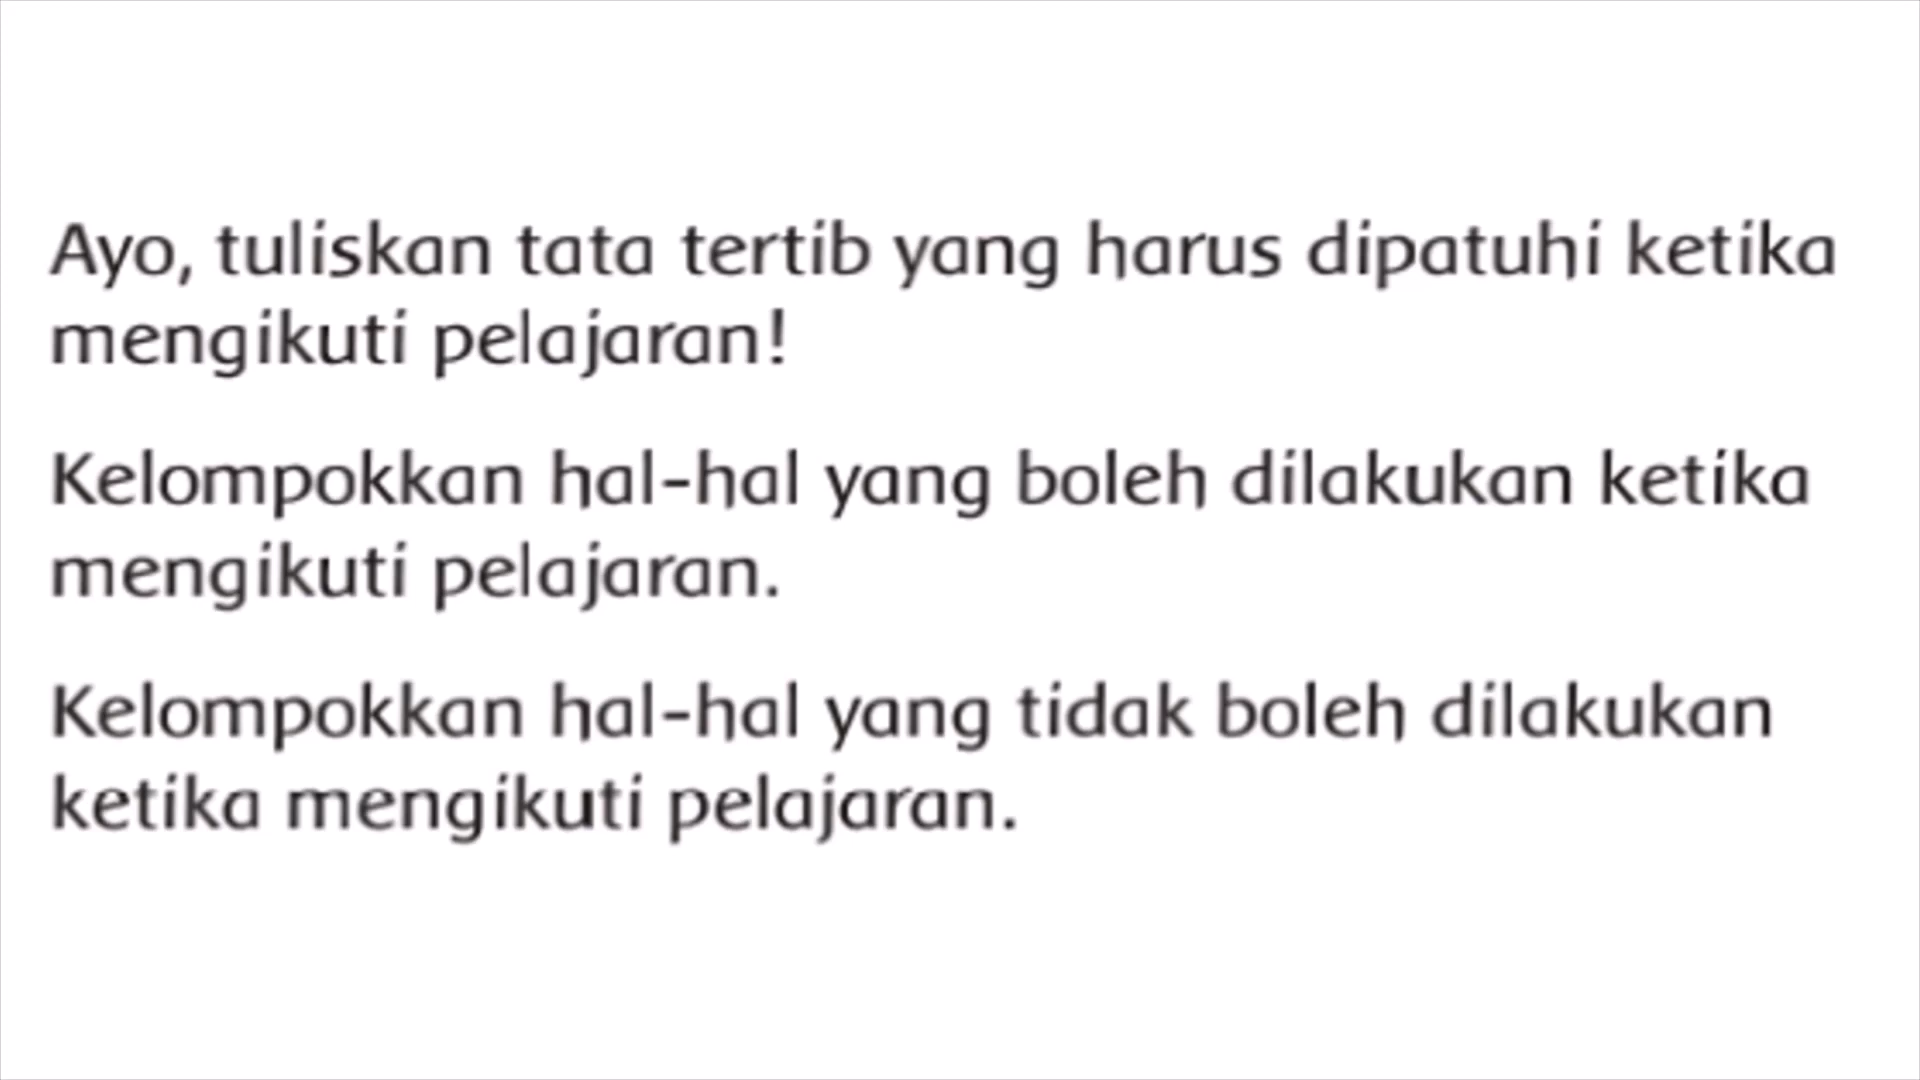 Ayo, tuliskan tata tertib yang harus dipatuhi ketika
mengikuti pelajaran!
Kelompokkan hal-hal yang boleh dilakukan ketika
mengikuti pelajaran.
Kelompokkan hal-hal yang tidak boleh dilakukan
ketika mengikuti pelajaran.